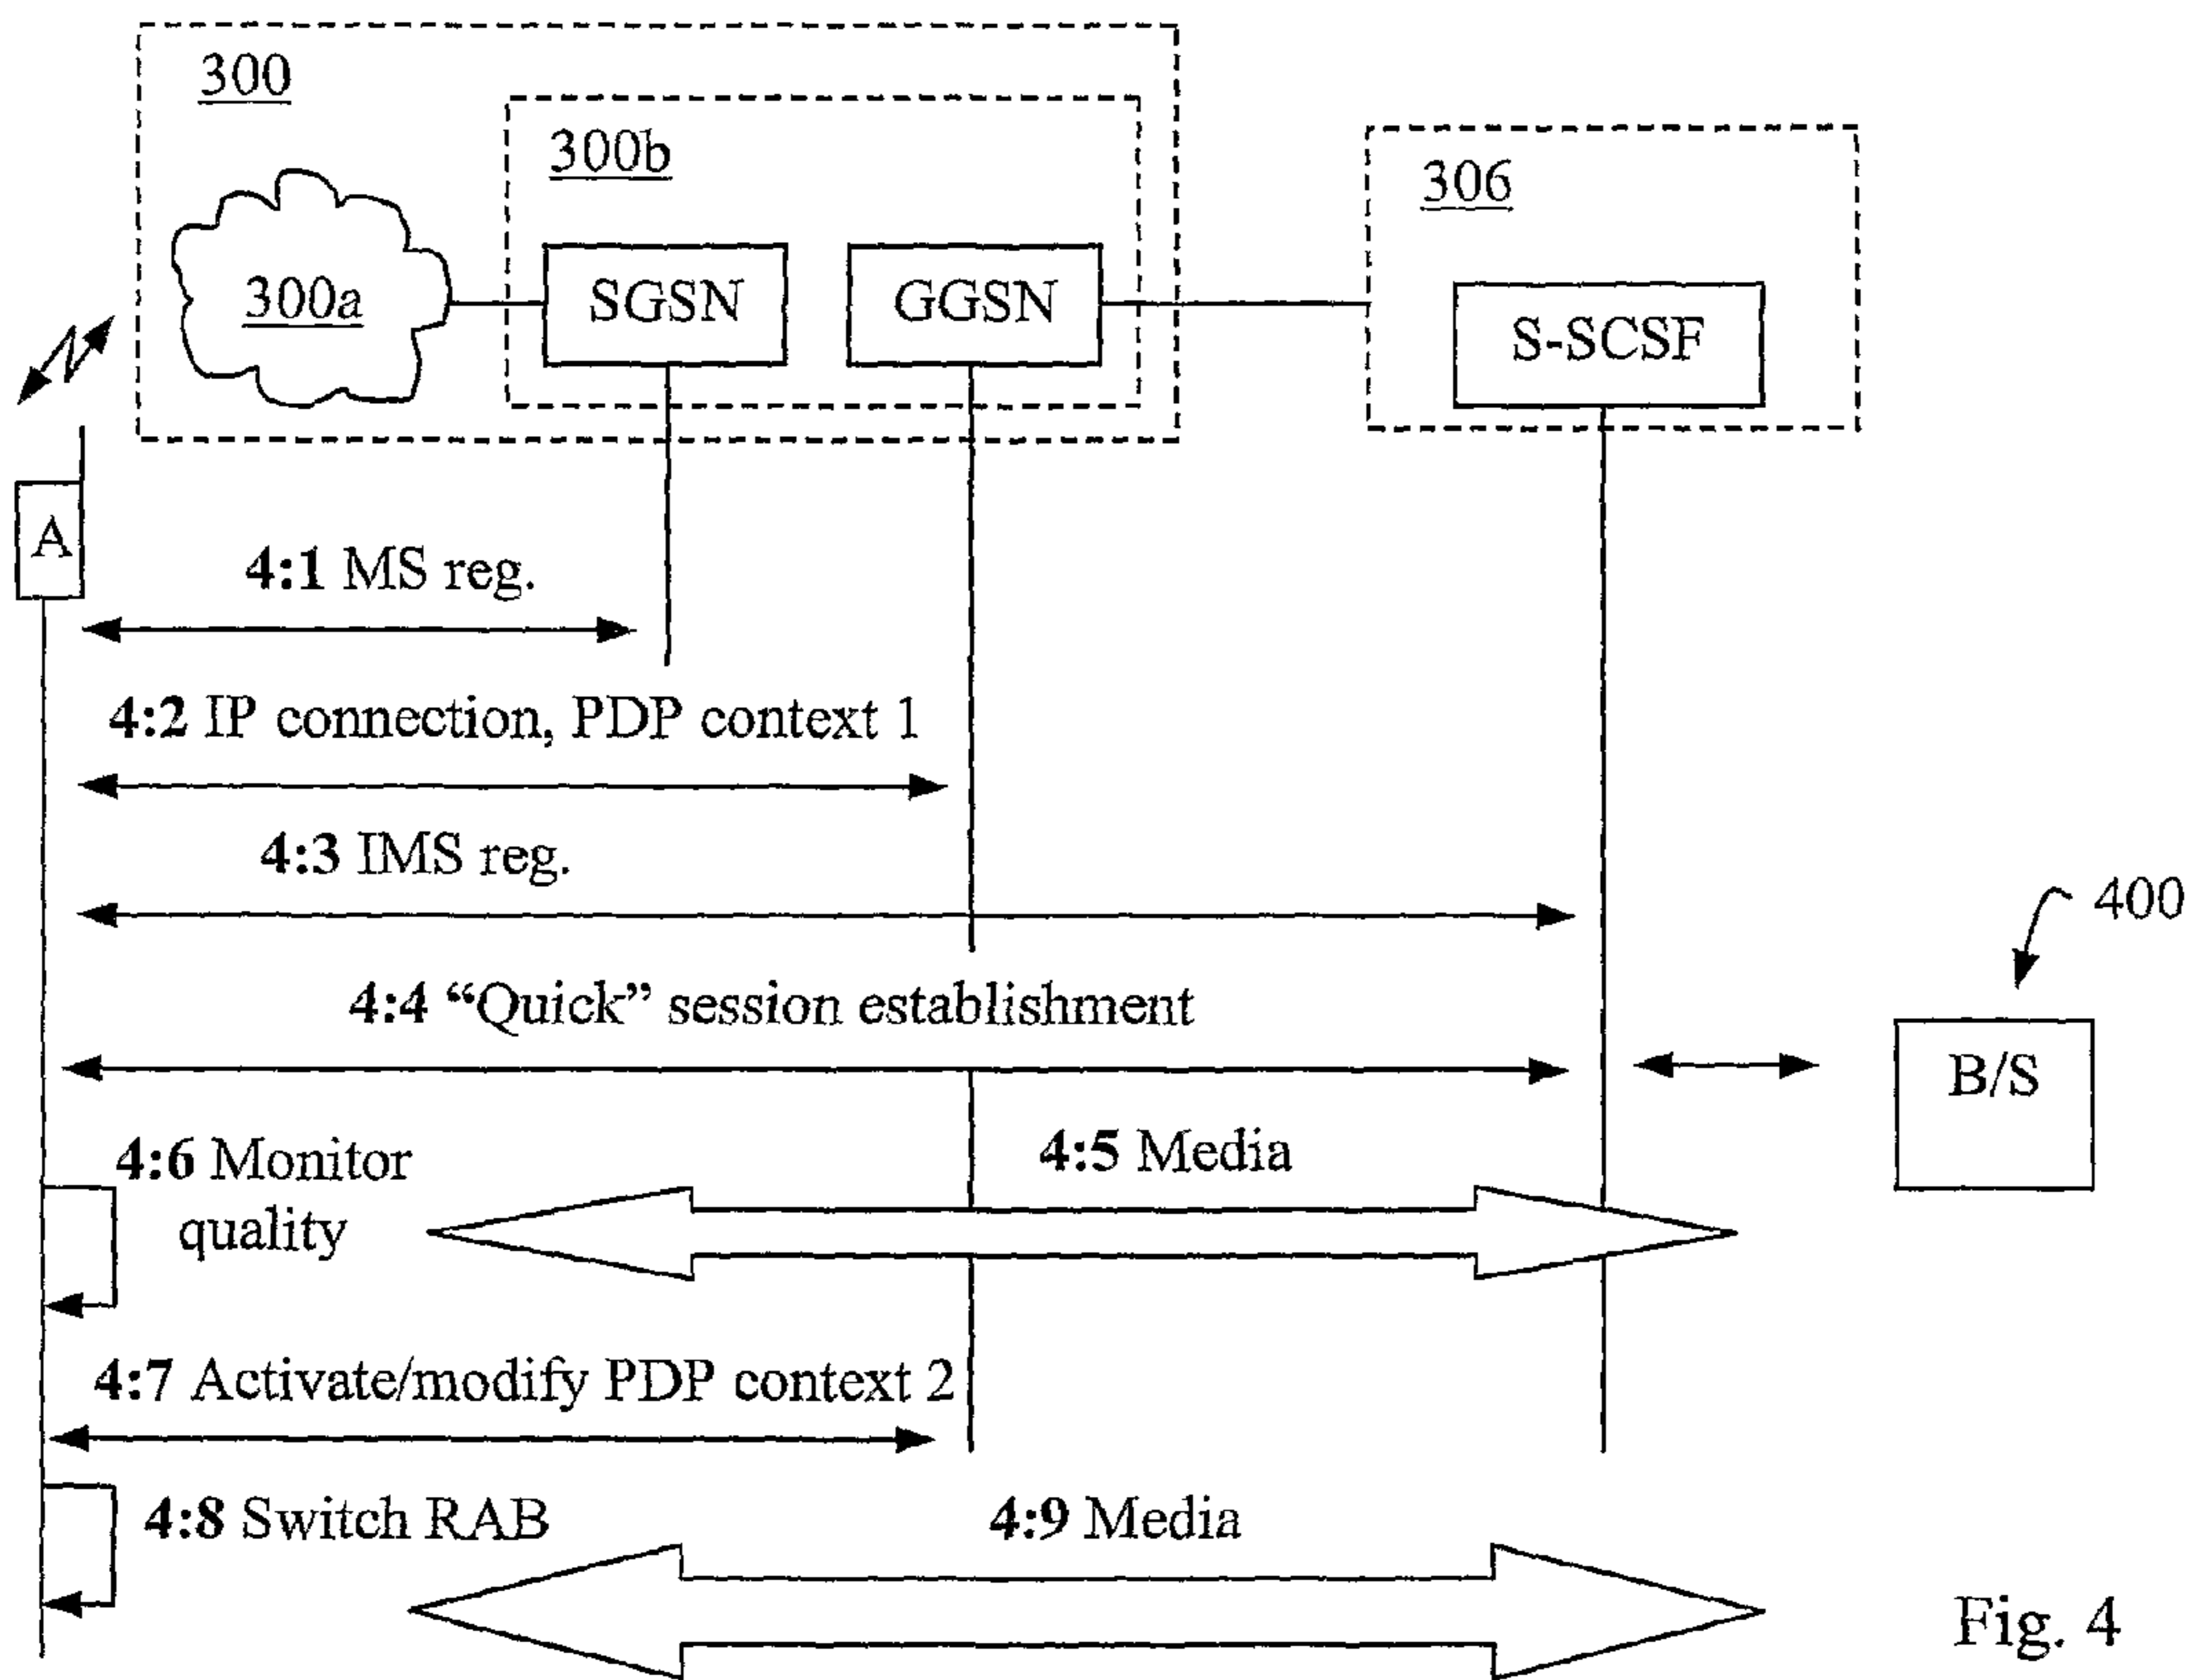 300
300b
306
300a
SGSN
GGSN
S-SCSF
A
4:1 MS reg.
4:2 IP connection, PDP context 1
4:3 IMS reg.
400
4:4 “Quick” session establishment
B/S
4:6 Monitor
quality
4:5 Media
4:7 Activate/modify PDP context 2
4:8 Switch RAB
4:9 Media
Fig. 4